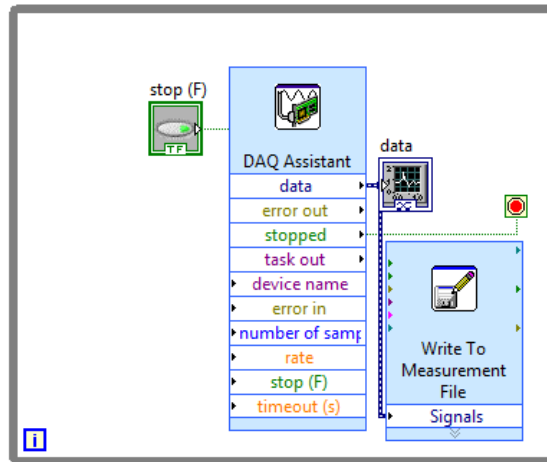 stop (F)
TF
DAQ Assistant
data
error out
stopped
task out
device name
error in
number of samp
rate
stop (F)
timeout (s)
data
Write To
Measurement
File
Signals
i